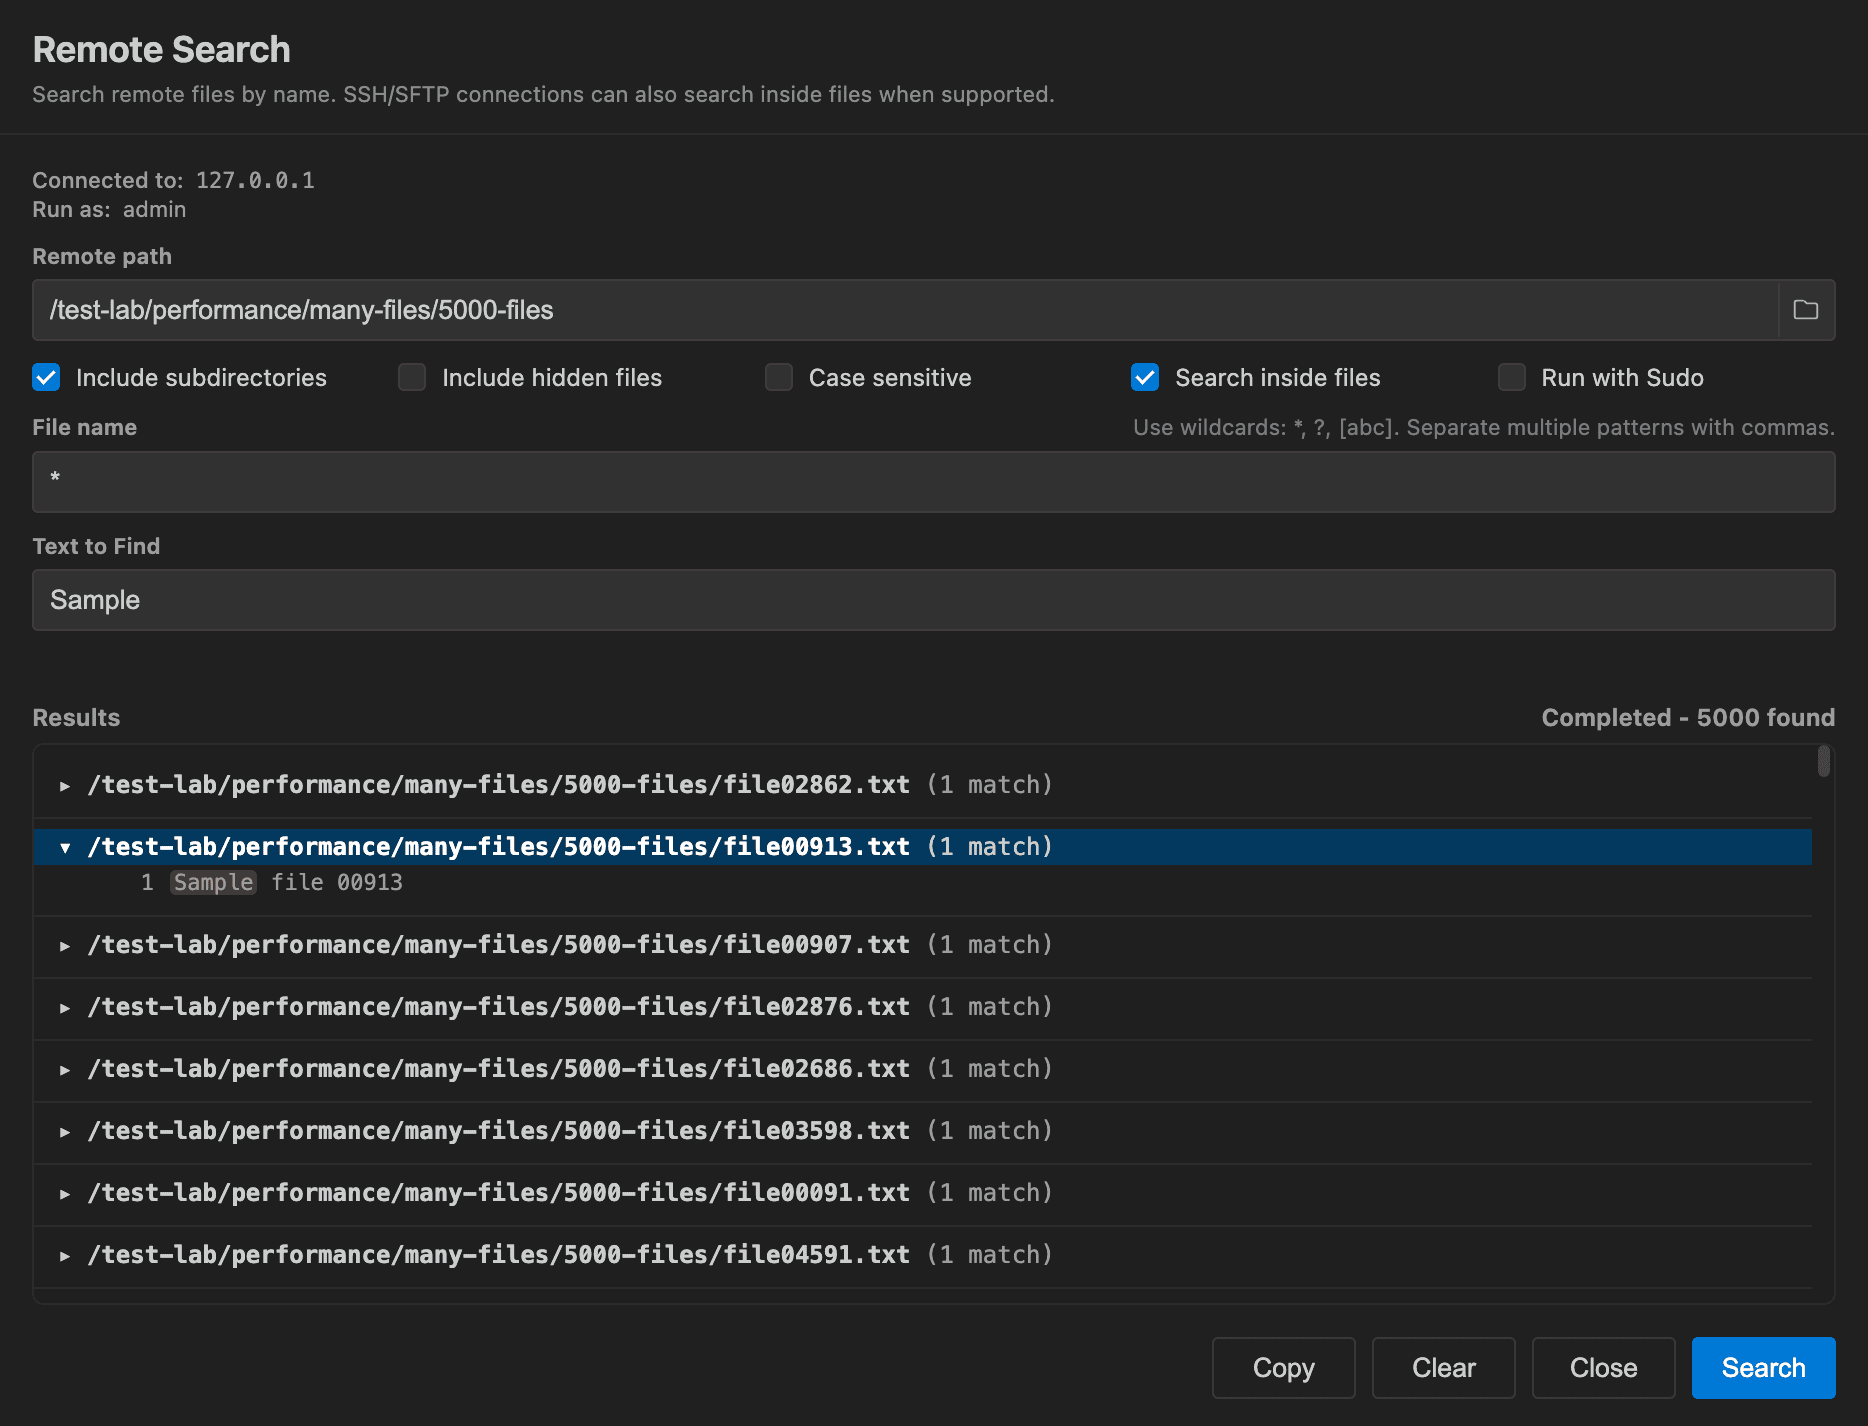 Remote Search
Search remote files by name. SSH/SFTP connections can also search inside files when supported.
Connected to: 127.0.0.1
Run as: admin
Remote path
/test-lab/performance/many-files/5000-files
Include subdirectories
Include hidden files
Case sensitive
Search inside files
Run with Sudo
File name
Use wildcards: *, ?, [abc]. Separate multiple patterns with commas.
*
Text to Find
Sample
Results
Completed - 5000 found
/test-lab/performance/many-files/5000-files/file02862.txt (1 match)
/test-lab/performance/many-files/5000-files/file00913.txt (1 match)
1 Sample file 00913
/test-lab/performance/many-files/5000-files/file00907.txt (1 match)
/test-lab/performance/many-files/5000-files/file02876.txt (1 match)
/test-lab/performance/many-files/5000-files/file02686.txt (1 match)
/test-lab/performance/many-files/5000-files/file03598.txt (1 match)
/test-lab/performance/many-files/5000-files/file00091.txt (1 match)
/test-lab/performance/many-files/5000-files/file04591.txt (1 match)
Copy
Clear
Close
Search